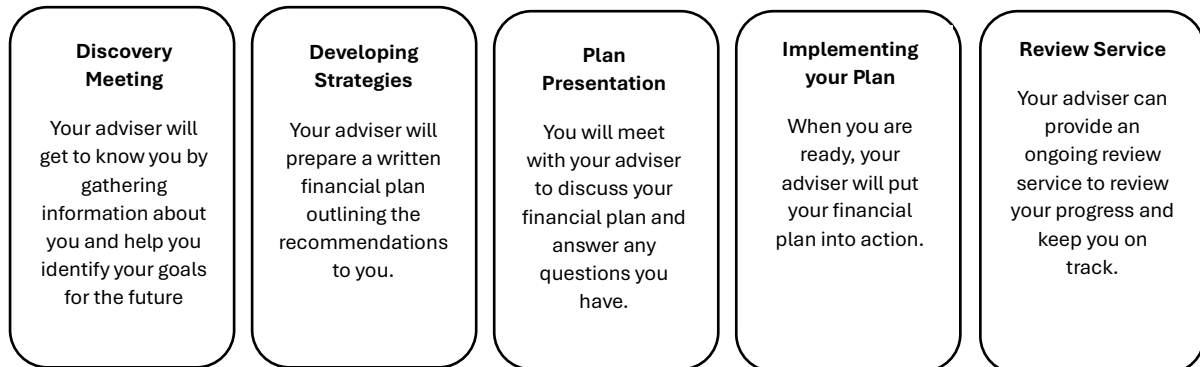 Discovery
Meeting
Your adviser will
get to know you by
gathering
information about
you and help you
identify your goals
for the future
Developing
Strategies
Your adviser will
prepare a written
financial plan
outlining the
recommendations
to you.
Plan
Presentation
You will meet
with your adviser
to discuss your
financial plan and
answer any
questions you
have.
Implementing
your Plan
When you are
ready, your
adviser will put
your financial
plan into action.
Review Service
Your adviser can
provide an
ongoing review
service to review
your progress and
keep you on
track.